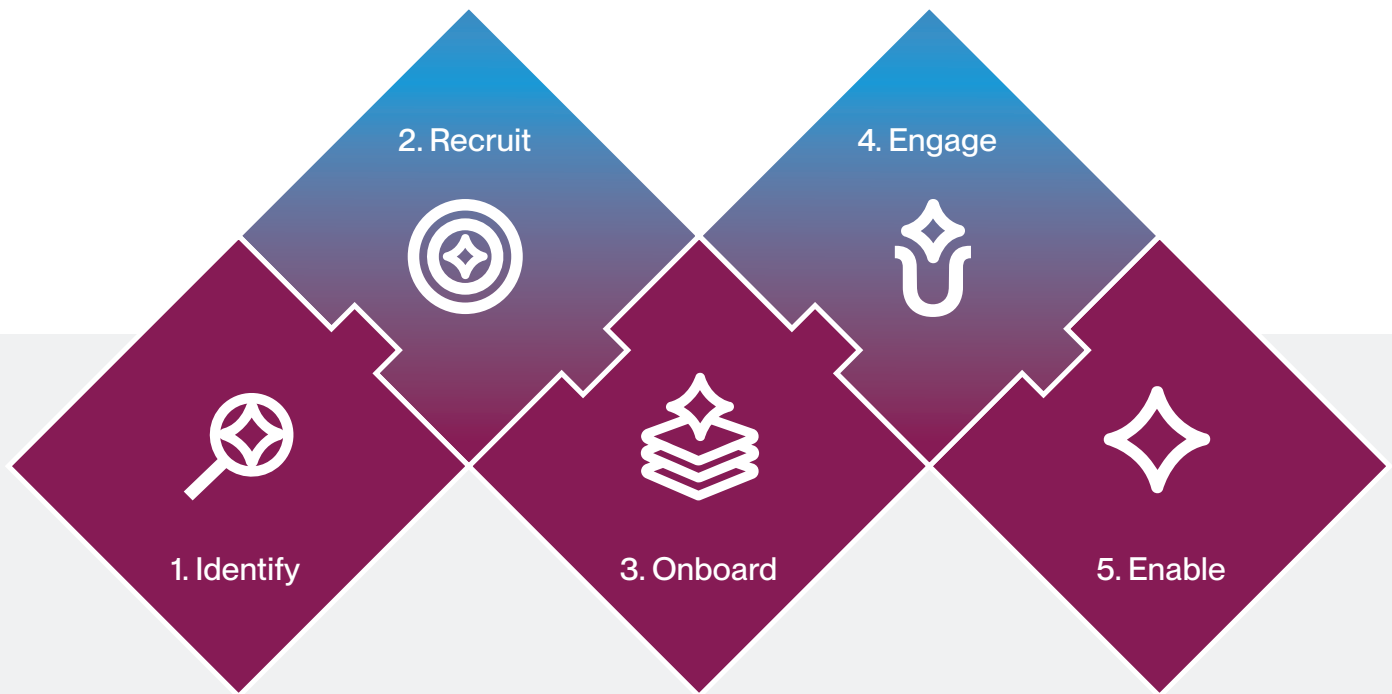 1. Identify
2. Recruit
3. Onboard
4. Engage
5. Enable